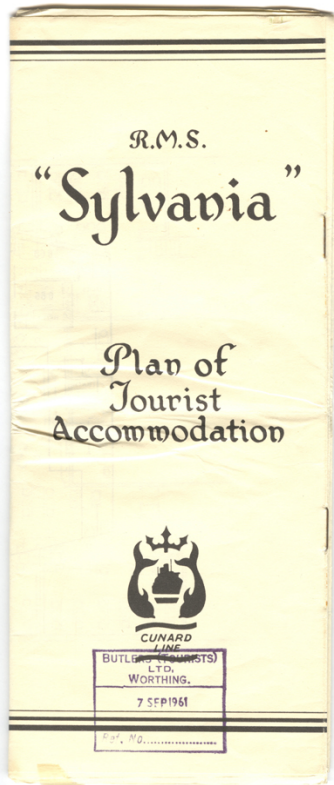 R.M.S.
"Sylvania"
Plan of
Tourist
Accommodation
CUNARD
LINE
BUTLERS (TOURISTS)
LTD.
WORTHING.
7 SEP 1961
Ref. No.....................